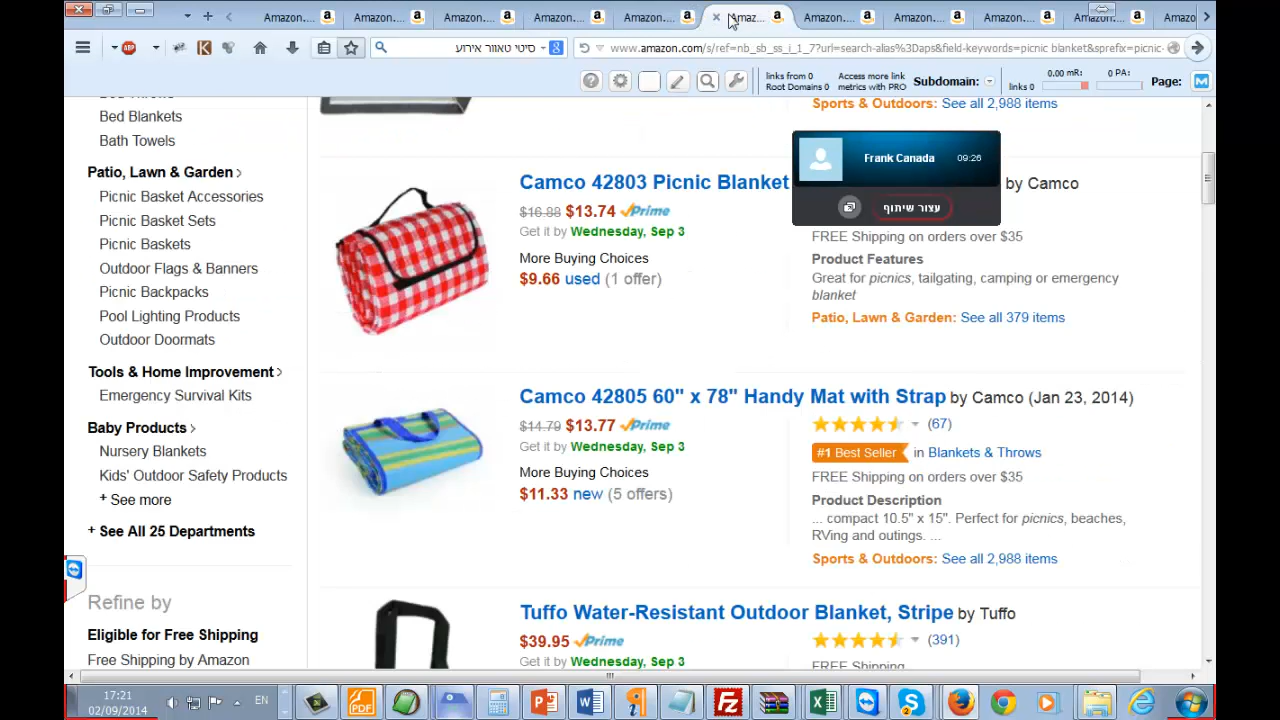 Amazon.... Amazon.... Amazon.... Amazon.... Amazon.... Amaz... Amazon.... Amazon.... Amazon.... Amazon.... Amazo
ABP K סיטי טאוור אירוע 8 www.amazon.com/s/ref=nb_sb_ss_i_1_7?url=search-alias%3Daps&field-keywords=picnic blanket&sprefix=picnic-
links from 0
Root Domains 0
Access more link
metrics with PRO
Subdomain:
0.00 mR:
links 0
0 PA:
Page:
M
Bath Towels
Bed Blankets
Patio, Lawn & Garden
Picnic Basket Accessories
Picnic Basket Sets
Picnic Baskets
Outdoor Flags & Banners
Picnic Backpacks
Pool Lighting Products
Outdoor Doormats
Tools & Home Improvement
Emergency Survival Kits
Baby Products
Nursery Blankets
Kids' Outdoor Safety Products
+ See more
+ See All 25 Departments
Refine by
Eligible for Free Shipping
Free Shipping by Amazon
Sports & Outdoors: See all 2,988 items
Frank Canada 09:26
עצור שיתוף
Camco 42803 Picnic Blanket
by Camco
$16.88 $13.74 Prime
Get it by Wednesday, Sep 3
More Buying Choices
$9.66 used (1 offer)
FREE Shipping on orders over $35
Product Features
Great for picnics, tailgating, camping or emergency
blanket
Patio, Lawn & Garden: See all 379 items
Camco 42805 60" x 78" Handy Mat with Strap by Camco (Jan 23, 2014)
$14.79 $13.77 Prime
Get it by Wednesday, Sep 3
More Buying Choices
$11.33 new (5 offers)
(67)
#1 Best Seller in Blankets & Throws
FREE Shipping on orders over $35
Product Description
... compact 10.5" x 15". Perfect for picnics, beaches,
RVing and outings. ...
Sports & Outdoors: See all 2,988 items
Tuffo Water-Resistant Outdoor Blanket, Stripe by Tuffo
$39.95 Prime
Get it by Wednesday, Sep 3
(391)
FREE Shipping
17:21
02/09/2014
EN
PDF